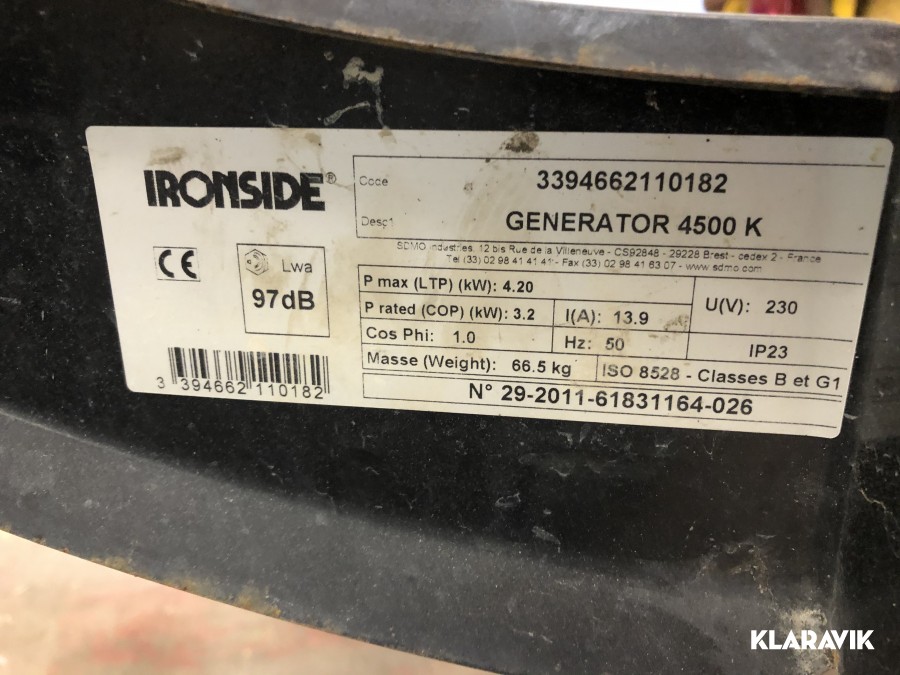 IRONSIDE®
Code 3394662110182
Desc1 GENERATOR 4500 K
SDMO Industries, 12 bis Rue de la Villeneuve - CS92848 - 29228 Brest - cedex 2 - France
Tel (33) 02 98 41 41 41 - Fax (33) 02 98 41 63 07 - www.sdmo.com
CE
Lwa
97dB
P max (LTP) (kW): 4.20
U(V): 230
P rated (COP) (kW): 3.2
I(A): 13.9
Cos Phi: 1.0
Hz: 50
IP23
Masse (Weight): 66.5 kg
ISO 8528 - Classes B et G1
N° 29-2011-61831164-026
3 394662 110182
KLARAVIK